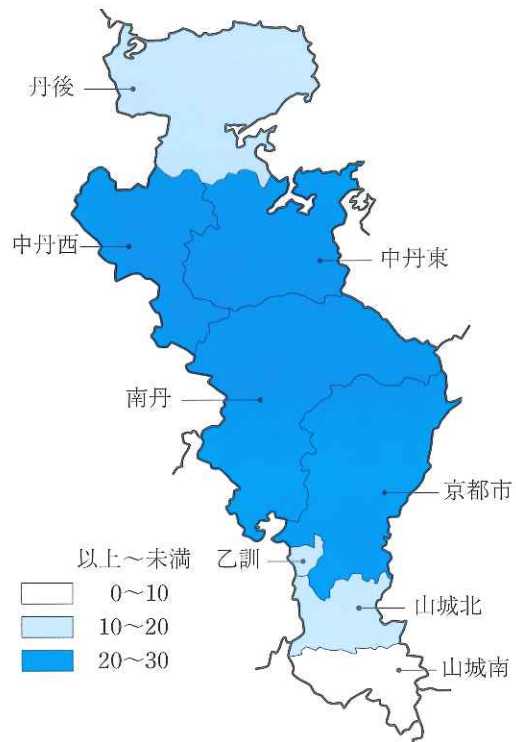 丹後
中丹西
中丹東
南丹
京都市
乙訓
以上～未満
0～10
10～20
20～30
山城北
山城南